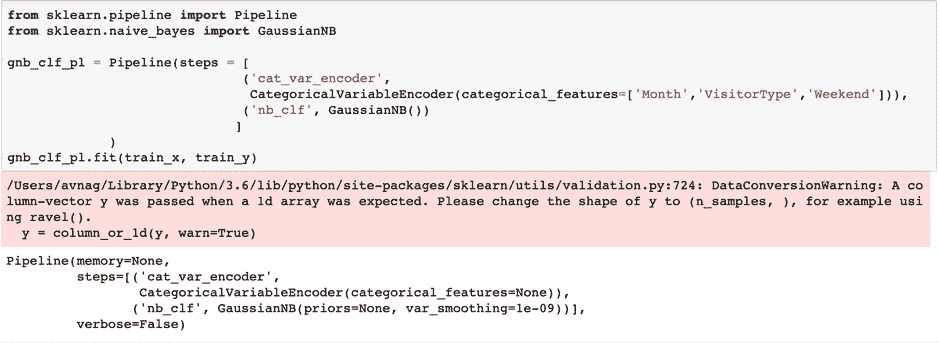 from sklearn.pipeline import Pipeline
from sklearn.naive_bayes import GaussianNB
gnb_clf_pl = Pipeline(steps = [
('cat_var_encoder',
CategoricalVariableEncoder(categorical_features=['Month','VisitorType','Weekend'])),
('nb_clf', GaussianNB())
]
)
gnb_clf_pl.fit(train_x, train_y)
/Users/avnag/Library/Python/3.6/lib/python/site-packages/sklearn/utils/validation.py:724: DataConversionWarning: A co
lumn-vector y was passed when a 1d array was expected. Please change the shape of y to (n_samples, ), for example usi
ng ravel().
y = column_or_1d(y, warn=True)
Pipeline(memory=None,
steps=[('cat_var_encoder',
CategoricalVariableEncoder(categorical_features=None)),
('nb_clf', GaussianNB(priors=None, var_smoothing=1e-09))],
verbose=False)